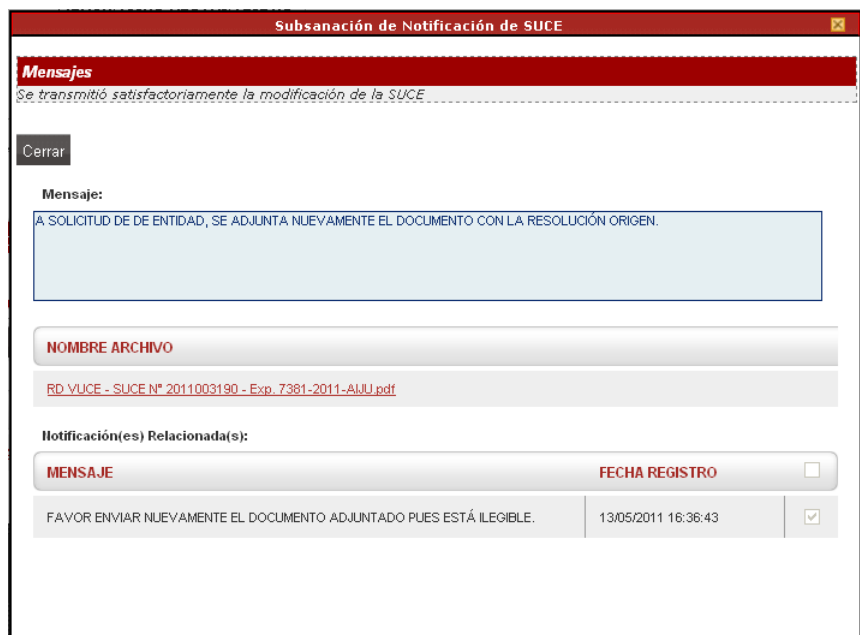 Subsanación de Notificación de SUCE
Mensajes
Se transmitió satisfactoriamente la modificación de la SUCE
Cerrar
Mensaje:
A SOLICITUD DE DE ENTIDAD, SE ADJUNTA NUEVAMENTE EL DOCUMENTO CON LA RESOLUCIÓN ORIGEN.
NOMBRE ARCHIVO
RD VUCE - SUCE N° 2011003190 - Exp. 7381-2011-AIJU.pdf
Notificación(es) Relacionada(s):
MENSAJE FECHA REGISTRO
FAVOR ENVIAR NUEVAMENTE EL DOCUMENTO ADJUNTADO PUES ESTÁ ILEGIBLE. 13/05/2011 16:36:43